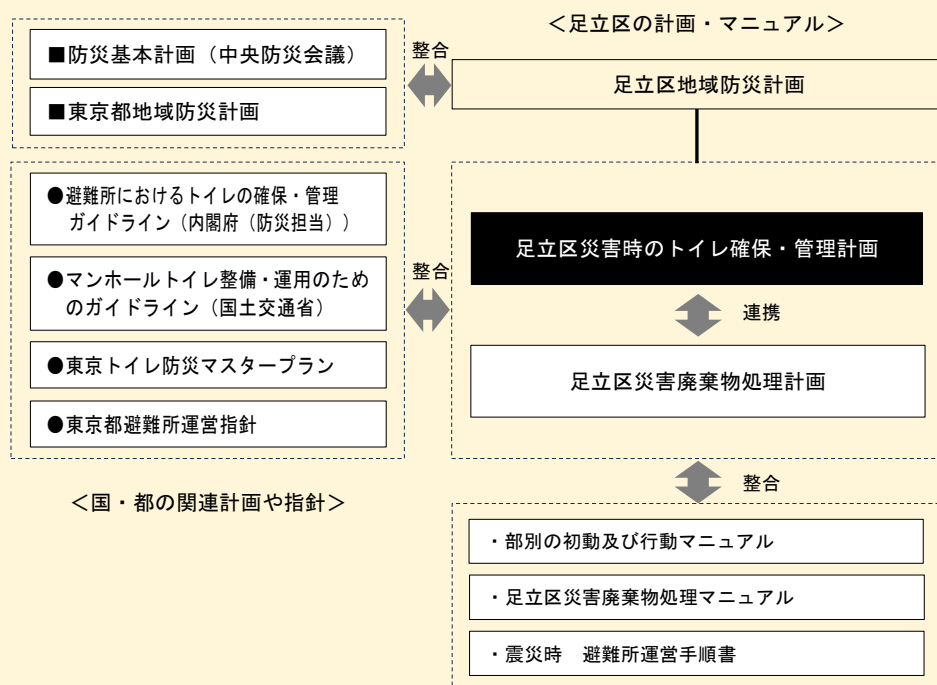 ＜足立区の計画・マニュアル＞
■防災基本計画（中央防災会議）
■東京都地域防災計画
整合
足立区地域防災計画
●避難所におけるトイレの確保・管理
ガイドライン（内閣府（防災担当））
●マンホールトイレ整備・運用のため
のガイドライン（国土交通省）
●東京トイレ防災マスタープラン
●東京都避難所運営指針
＜国・都の関連計画や指針＞
整合
足立区災害時のトイレ確保・管理計画
連携
足立区災害廃棄物処理計画
整合
・部別の初動及び行動マニュアル
・足立区災害廃棄物処理マニュアル
・震災時　避難所運営手順書